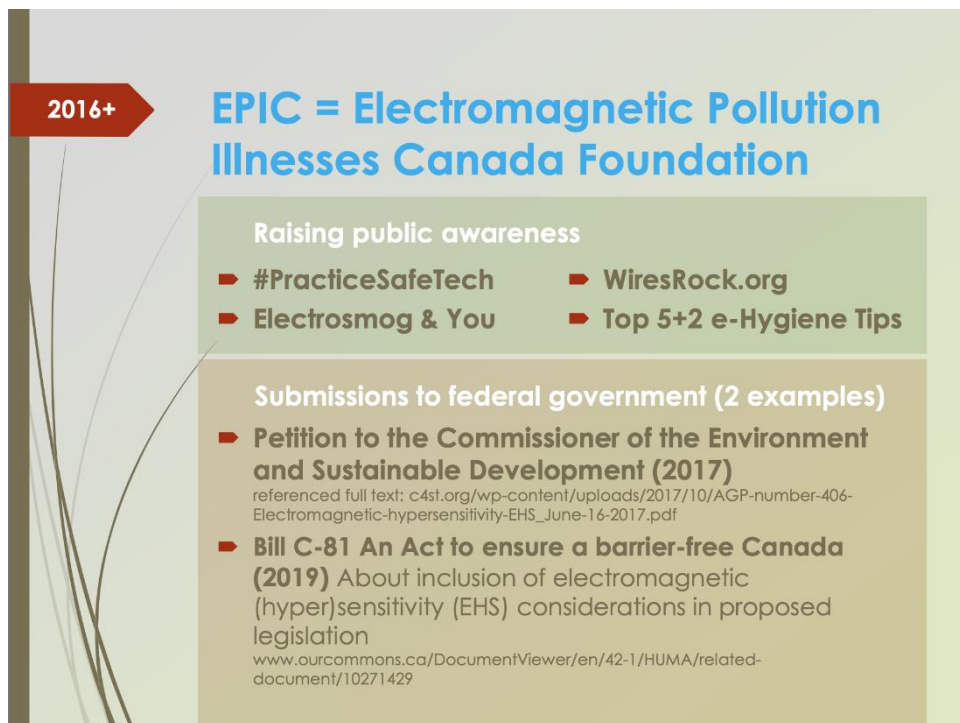 2016+
EPIC = Electromagnetic Pollution
Illnesses Canada Foundation
Raising public awareness
#PracticeSafeTech
Electrosmog & You
WiresRock.org
Top 5+2 e-Hygiene Tips
Submissions to federal government (2 examples)
Petition to the Commissioner of the Environment
and Sustainable Development (2017)
referenced full text: c4st.org/wp-content/uploads/2017/10/AGP-number-406-
Electromagnetic-hypersensitivity-EHS_June-16-2017.pdf
Bill C-81 An Act to ensure a barrier-free Canada
(2019) About inclusion of electromagnetic
(hyper)sensitivity (EHS) considerations in proposed
legislation
www.ourcommons.ca/DocumentViewer/en/42-1/HUMA/related-
document/10271429